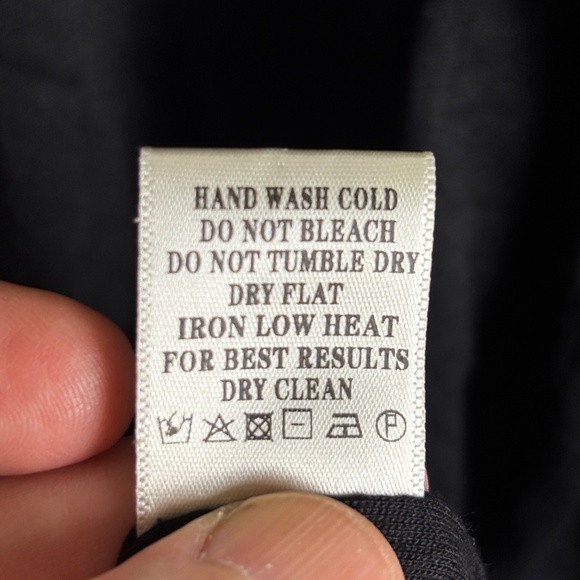 HAND WASH COLD
DO NOT BLEACH
DO NOT TUMBLE DRY
DRY FLAT
IRON LOW HEAT
FOR BEST RESULTS
DRY CLEAN
P